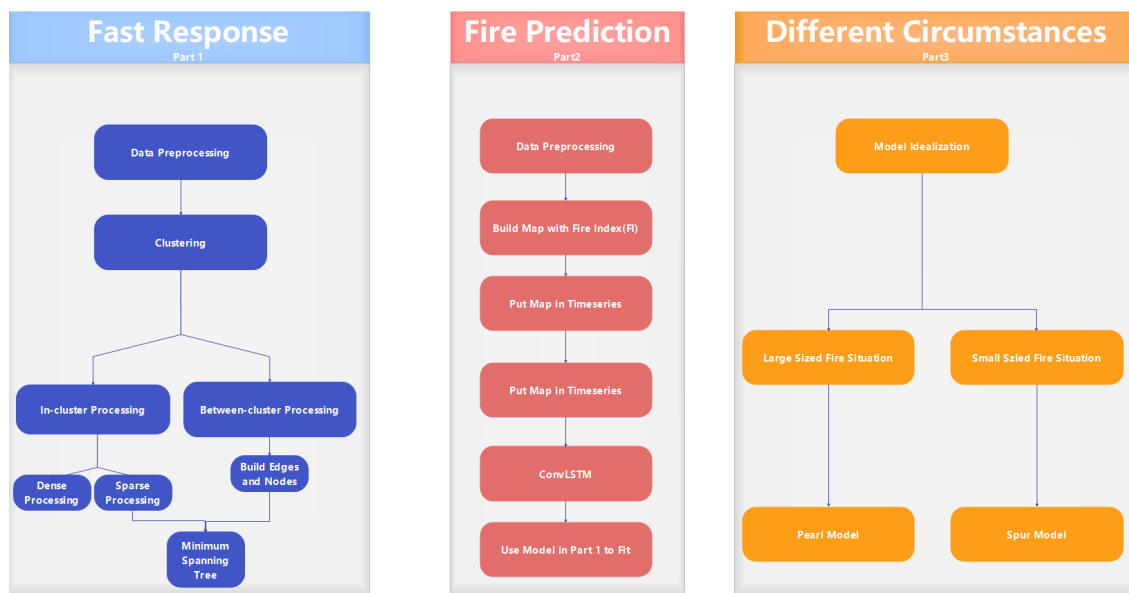 Fast Response
Part 1
Data Preprocessing
Clustering
In-cluster Processing
Between-cluster Processing
Dense
Processing
Sparse
Processing
Build Edges
and Nodes
Minimum
Spanning
Tree
Fire Prediction
Part2
Data Preprocessing
Build Map with Fire Index(FI)
Put Map in Timeseries
Put Map in Timeseries
ConvLSTM
Use Model in Part 1 to Fit
Different Circumstances
Part3
Model Idealization
Large Sized Fire Situation
Small Szied Fire Situation
Pearl Model
Spur Model